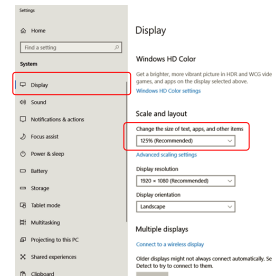 Settings
Home
Find a setting
System
Display
Sound
Notifications & actions
Focus assist
Power & sleep
Battery
Storage
Tablet mode
Multitasking
Projecting to this PC
Shared experiences
Clipboard
Display
Windows HD Color
Get a brighter, more vibrant picture in HDR and WCG vide
games, and apps on the display selected above.
Windows HD Color settings
Scale and layout
Change the size of text, apps, and other items
125% (Recommended)
Advanced scaling settings
Display resolution
1920 × 1080 (Recommended)
Display orientation
Landscape
Multiple displays
Connect to a wireless display
Older displays might not always connect automatically. Se
Detect to try to connect to them.